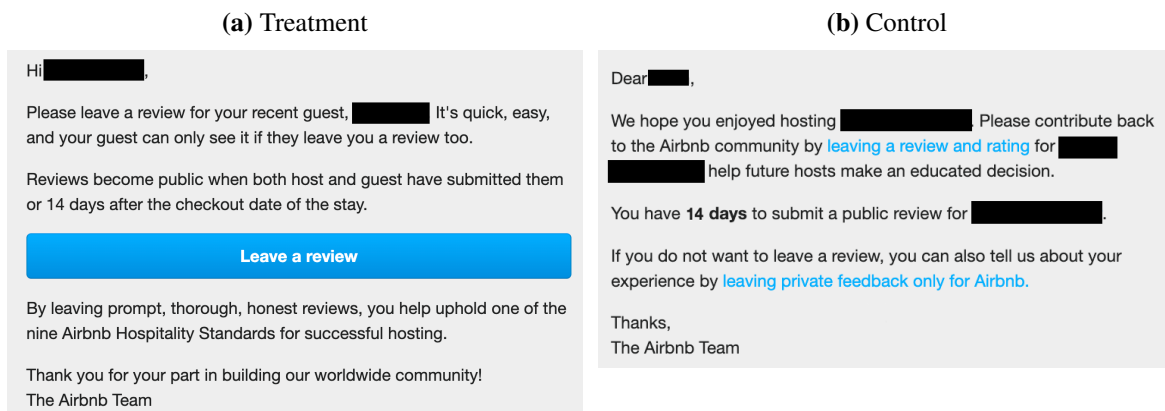 (a) Treatment
Hi ,
Please leave a review for your recent guest, It's quick, easy,
and your guest can only see it if they leave you a review too.
Reviews become public when both host and guest have submitted them
or 14 days after the checkout date of the stay.
Leave a review
By leaving prompt, thorough, honest reviews, you help uphold one of the
nine Airbnb Hospitality Standards for successful hosting.
Thank you for your part in building our worldwide community!
The Airbnb Team
(b) Control
Dear ,
We hope you enjoyed hosting . Please contribute back
to the Airbnb community by leaving a review and rating for
help future hosts make an educated decision.
You have 14 days to submit a public review for .
If you do not want to leave a review, you can also tell us about your
experience by leaving private feedback only for Airbnb.
Thanks,
The Airbnb Team